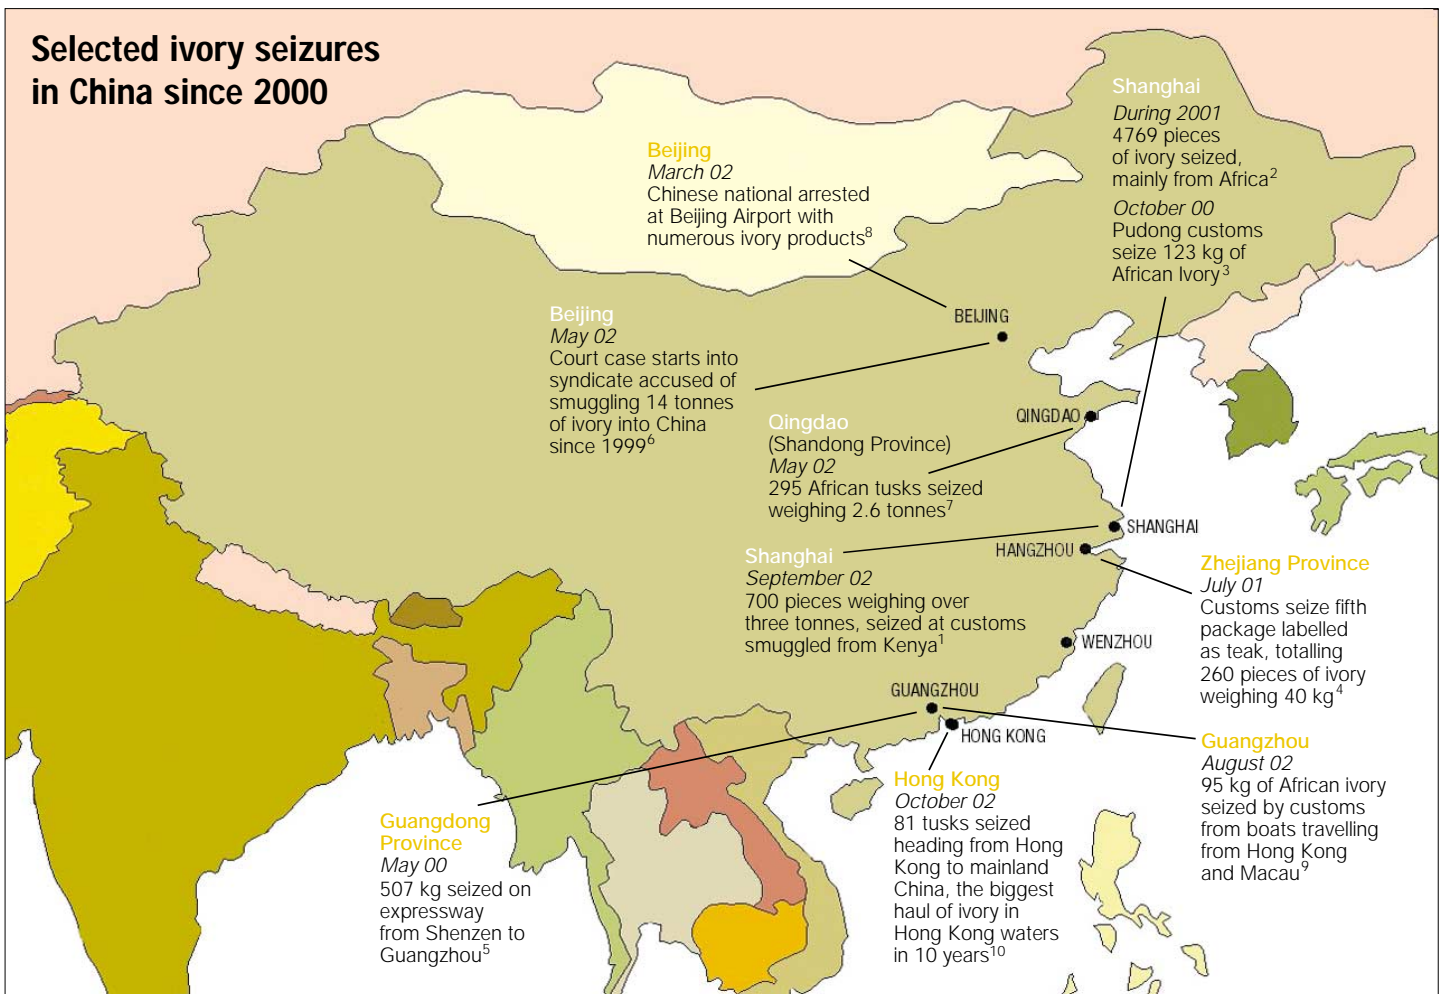 Selected ivory seizures
in China since 2000
Shanghai
During 2001
4769 pieces
of ivory seized,
mainly from Africa2
October 00
Pudong customs
seize 123 kg of
African Ivory3
Beijing
March 02
Chinese national arrested
at Beijing Airport with
numerous ivory products8
Beijing
May 02
Court case starts into
syndicate accused of
smuggling 14 tonnes
of ivory into China
since 19996
BEIJING
Qingdao
(Shandong Province)
May 02
295 African tusks seized
weighing 2.6 tonnes7
QINGDAO
Shanghai
September 02
700 pieces weighing over
three tonnes, seized at customs
smuggled from Kenya1
SHANGHAI
HANGZHOU
Zhejiang Province
July 01
Customs seize fifth
package labelled
as teak, totalling
260 pieces of ivory
weighing 40 kg4
WENZHOU
GUANGZHOU
HONG KONG
Guangzhou
August 02
95 kg of African ivory
seized by customs
from boats travelling
from Hong Kong
and Macau9
Hong Kong
October 02
81 tusks seized
heading from Hong
Kong to mainland
China, the biggest
haul of ivory in
Hong Kong waters
in 10 years10
Guangdong
Province
May 00
507 kg seized on
expressway
from Shenzen to
Guangzhou5